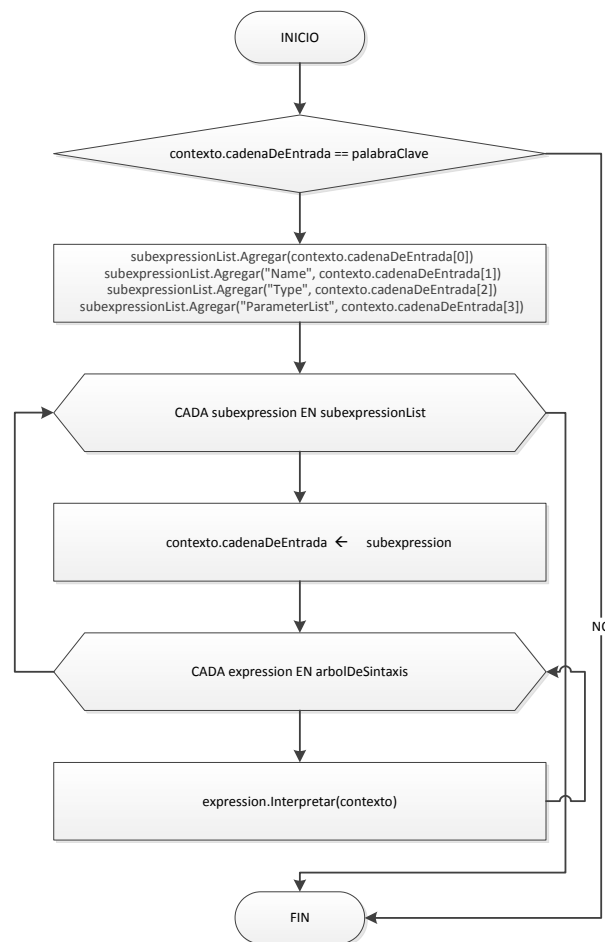 INICIO
contexto.cadenaDeEntrada == palabraClave
subexpressionList.Agregar(contexto.cadenaDeEntrada[0])
subexpressionList.Agregar("Name", contexto.cadenaDeEntrada[1])
subexpressionList.Agregar("Type", contexto.cadenaDeEntrada[2])
subexpressionList.Agregar("ParameterList", contexto.cadenaDeEntrada[3])
CADA subexpression EN subexpressionList
contexto.cadenaDeEntrada ← subexpression
NO
CADA expression EN arbolDeSintaxis
expression.Interpretar(contexto)
FIN